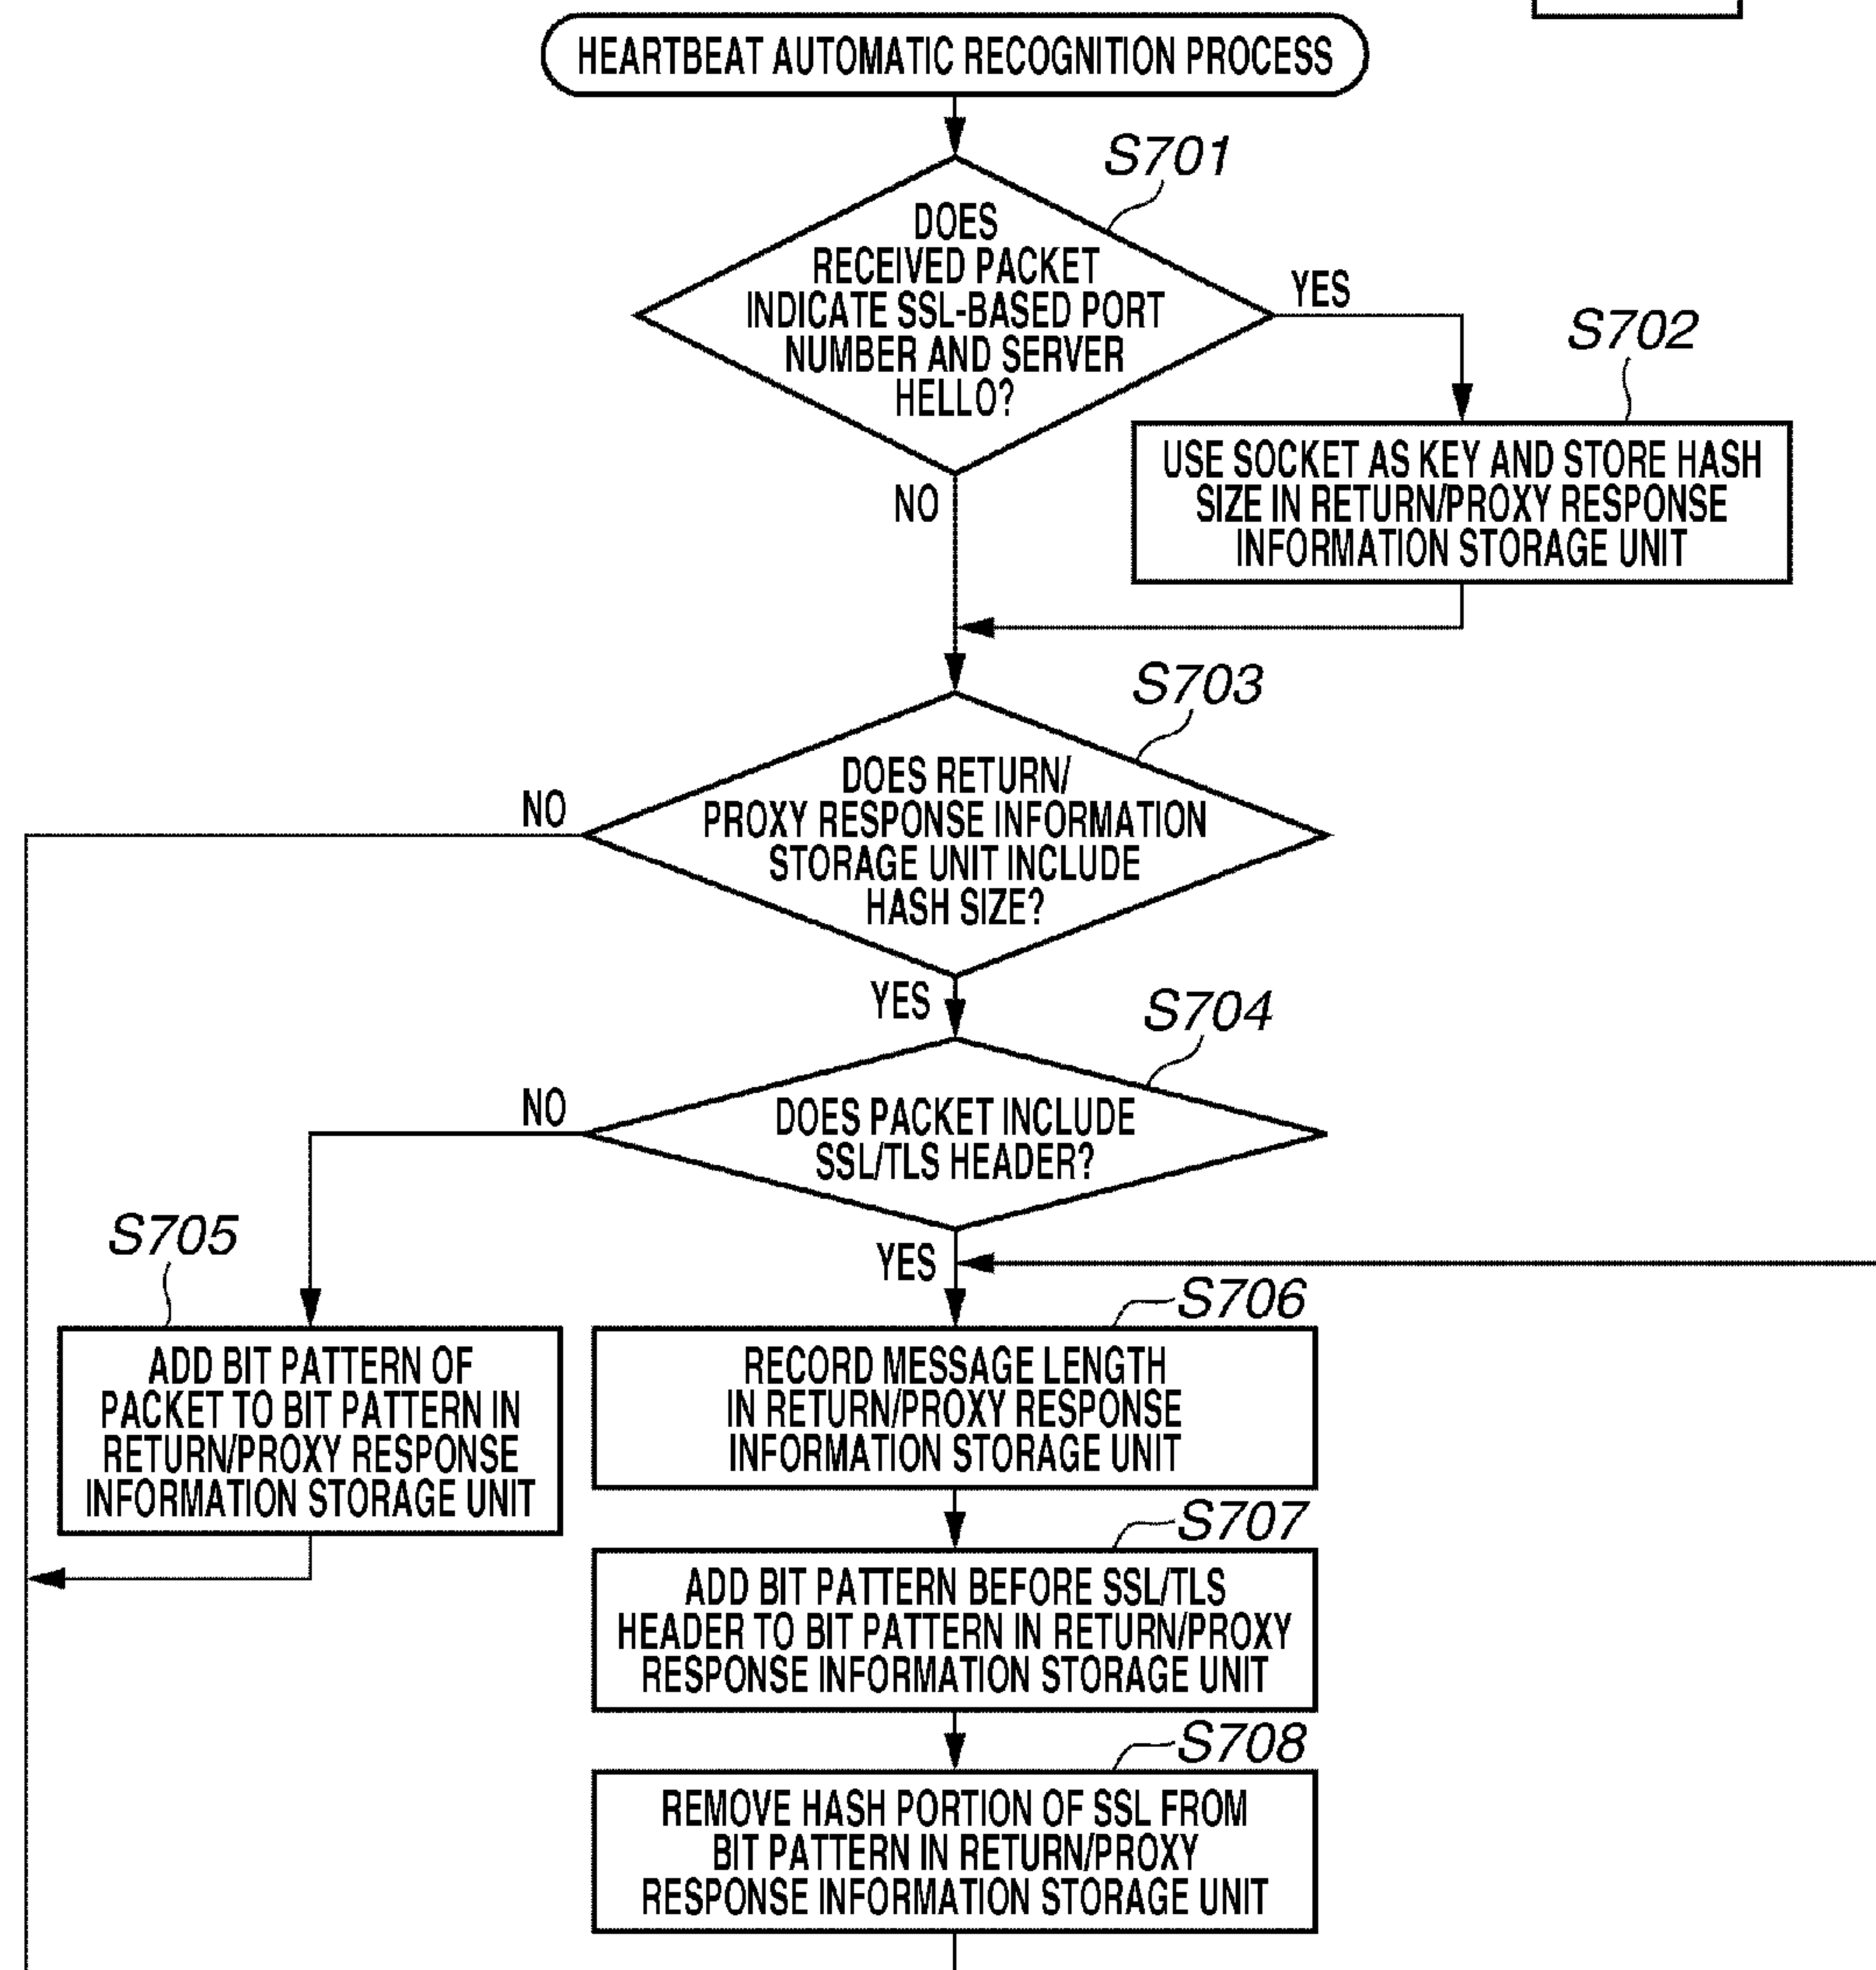 HEARTBEAT AUTOMATIC RECOGNITION PROCESS
S701
DOES
RECEIVED PACKET
INDICATE SSL-BASED PORT
NUMBER AND SERVER
HELLO?
YES
NO
S702
USE SOCKET AS KEY AND STORE HASH
SIZE IN RETURN/PROXY RESPONSE
INFORMATION STORAGE UNIT
S703
DOES RETURN/
PROXY RESPONSE INFORMATION
STORAGE UNIT INCLUDE
HASH SIZE?
NO
YES
S704
DOES PACKET INCLUDE
SSL/TLS HEADER?
NO
YES
S705
ADD BIT PATTERN OF
PACKET TO BIT PATTERN IN
RETURN/PROXY RESPONSE
INFORMATION STORAGE UNIT
S706
RECORD MESSAGE LENGTH
IN RETURN/PROXY RESPONSE
INFORMATION STORAGE UNIT
S707
ADD BIT PATTERN BEFORE SSL/TLS
HEADER TO BIT PATTERN IN RETURN/PROXY
RESPONSE INFORMATION STORAGE UNIT
S708
REMOVE HASH PORTION OF SSL FROM
BIT PATTERN IN RETURN/PROXY
RESPONSE INFORMATION STORAGE UNIT